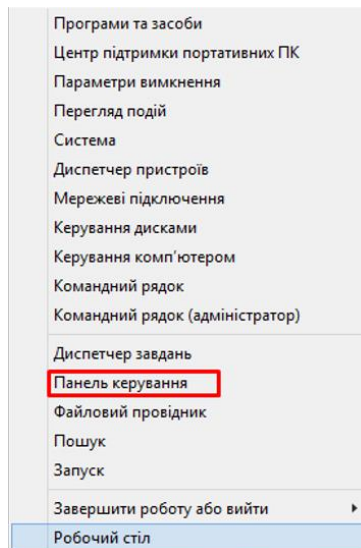 Програми та засоби
Центр підтримки портативних ПК
Параметри вимкнення
Перегляд подій
Система
Диспетчер пристроїв
Мережеві підключення
Керування дисками
Керування комп’ютером
Командний рядок
Командний рядок (адміністратор)
Диспетчер завдань
Панель керування
Файловий провідник
Пошук
Запуск
Завершити роботу або вийти
Робочий стіл